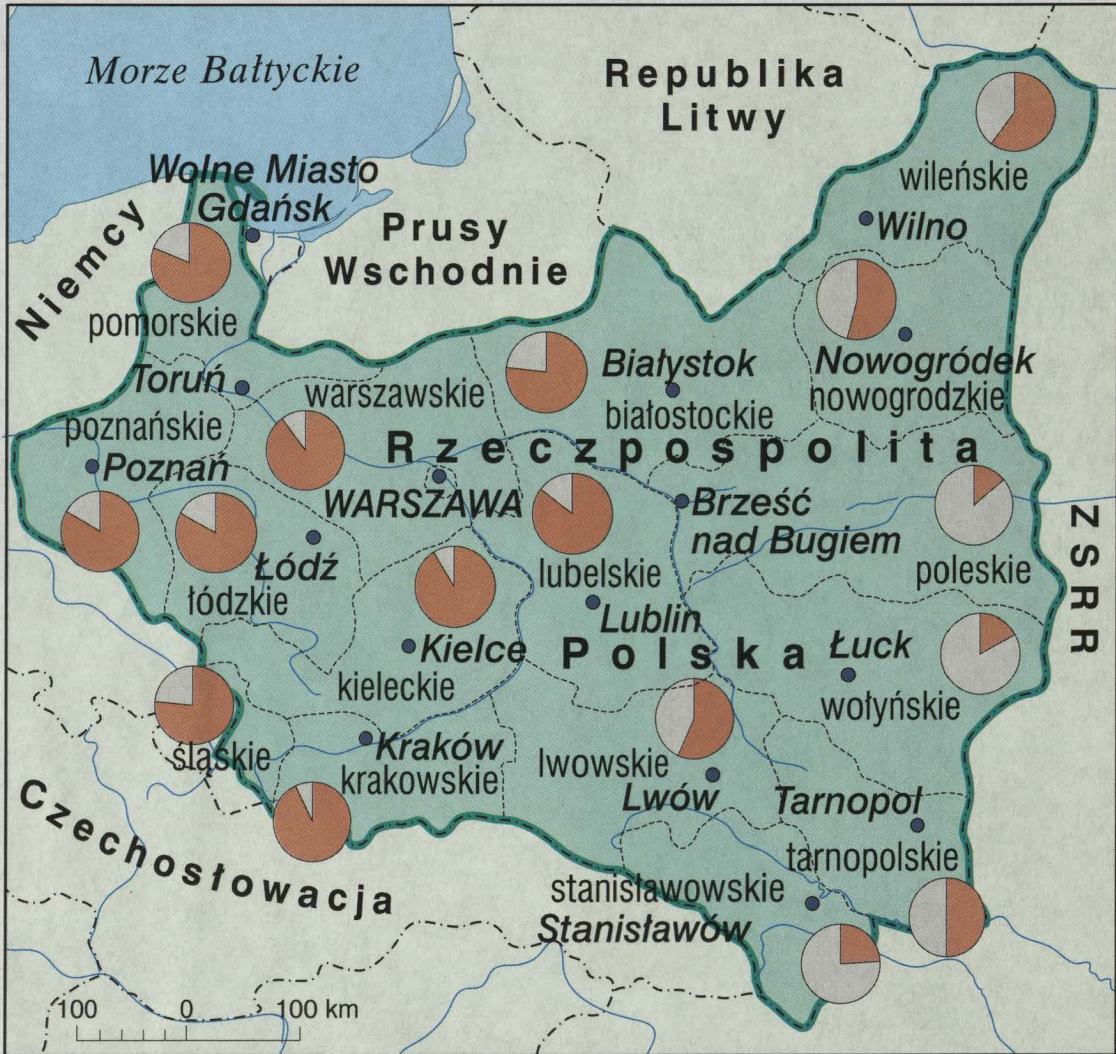 Morze Bałtyckie
Republika
Litwy
Wolne Miasto
Gdańsk
Niemcy
Prusy
Wschodnie
wileńskie
Wilno
pomorskie
Toruń
warszawskie
Białystok
białostockie
Nowogródek
nowogrodzkie
poznańskie
Poznań
Rzeczpospolita
WARSZAWA
Brześć
nad Bugiem
Łódź
łódzkie
lubelskie
Lublin
poleskie
ZSRR
Kielce
kieleckie
Polska
Łuck
wołyńskie
śląskie
Kraków
krakowskie
lwowskie
Lwów
Tarnopol
tarnopolskie
Czechosłowacja
stanisławowskie
Stanisławów
100 0 100 km